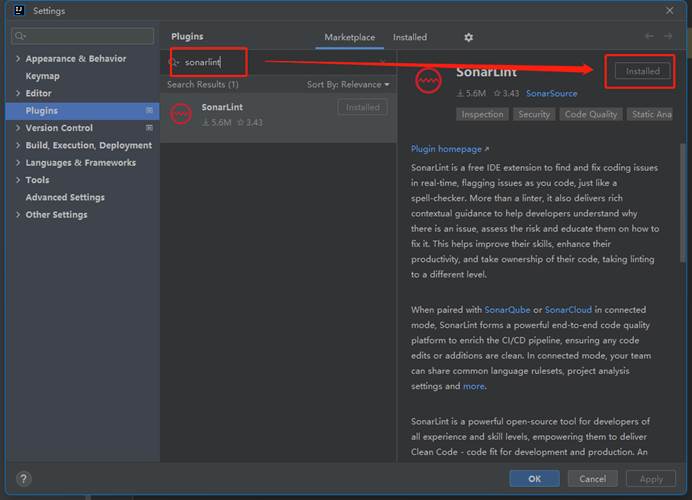 Settings
Appearance & Behavior
Keymap
Editor
Plugins
Version Control
Build, Execution, Deployment
Languages & Frameworks
Tools
Advanced Settings
Other Settings
Plugins
Marketplace
Installed
sonarlint
Search Results (1)
Sort By: Relevance
SonarLint
Installed
5.6M
3.43
SonarLint
Installed
5.6M 3.43 SonarSource
Inspection
Security
Code Quality
Static Ana
Plugin homepage
SonarLint is a free IDE extension to find and fix coding issues
in real-time, flagging issues as you code, just like a
spell-checker. More than a linter, it also delivers rich
contextual guidance to help developers understand why
there is an issue, assess the risk and educate them on how to
fix it. This helps improve their skills, enhance their
productivity, and take ownership of their code, taking linting
to a different level.
When paired with SonarQube or SonarCloud in connected
mode, SonarLint forms a powerful end-to-end code quality
platform to enrich the CI/CD pipeline, ensuring any code
edits or additions are clean. In connected mode, your team
can share common language rulesets, project analysis
settings and more.
SonarLint is a powerful open-source tool for developers of
all experience and skill levels, empowering them to deliver
Clean Code - code fit for development and production. An
?
OK
Cancel
Apply